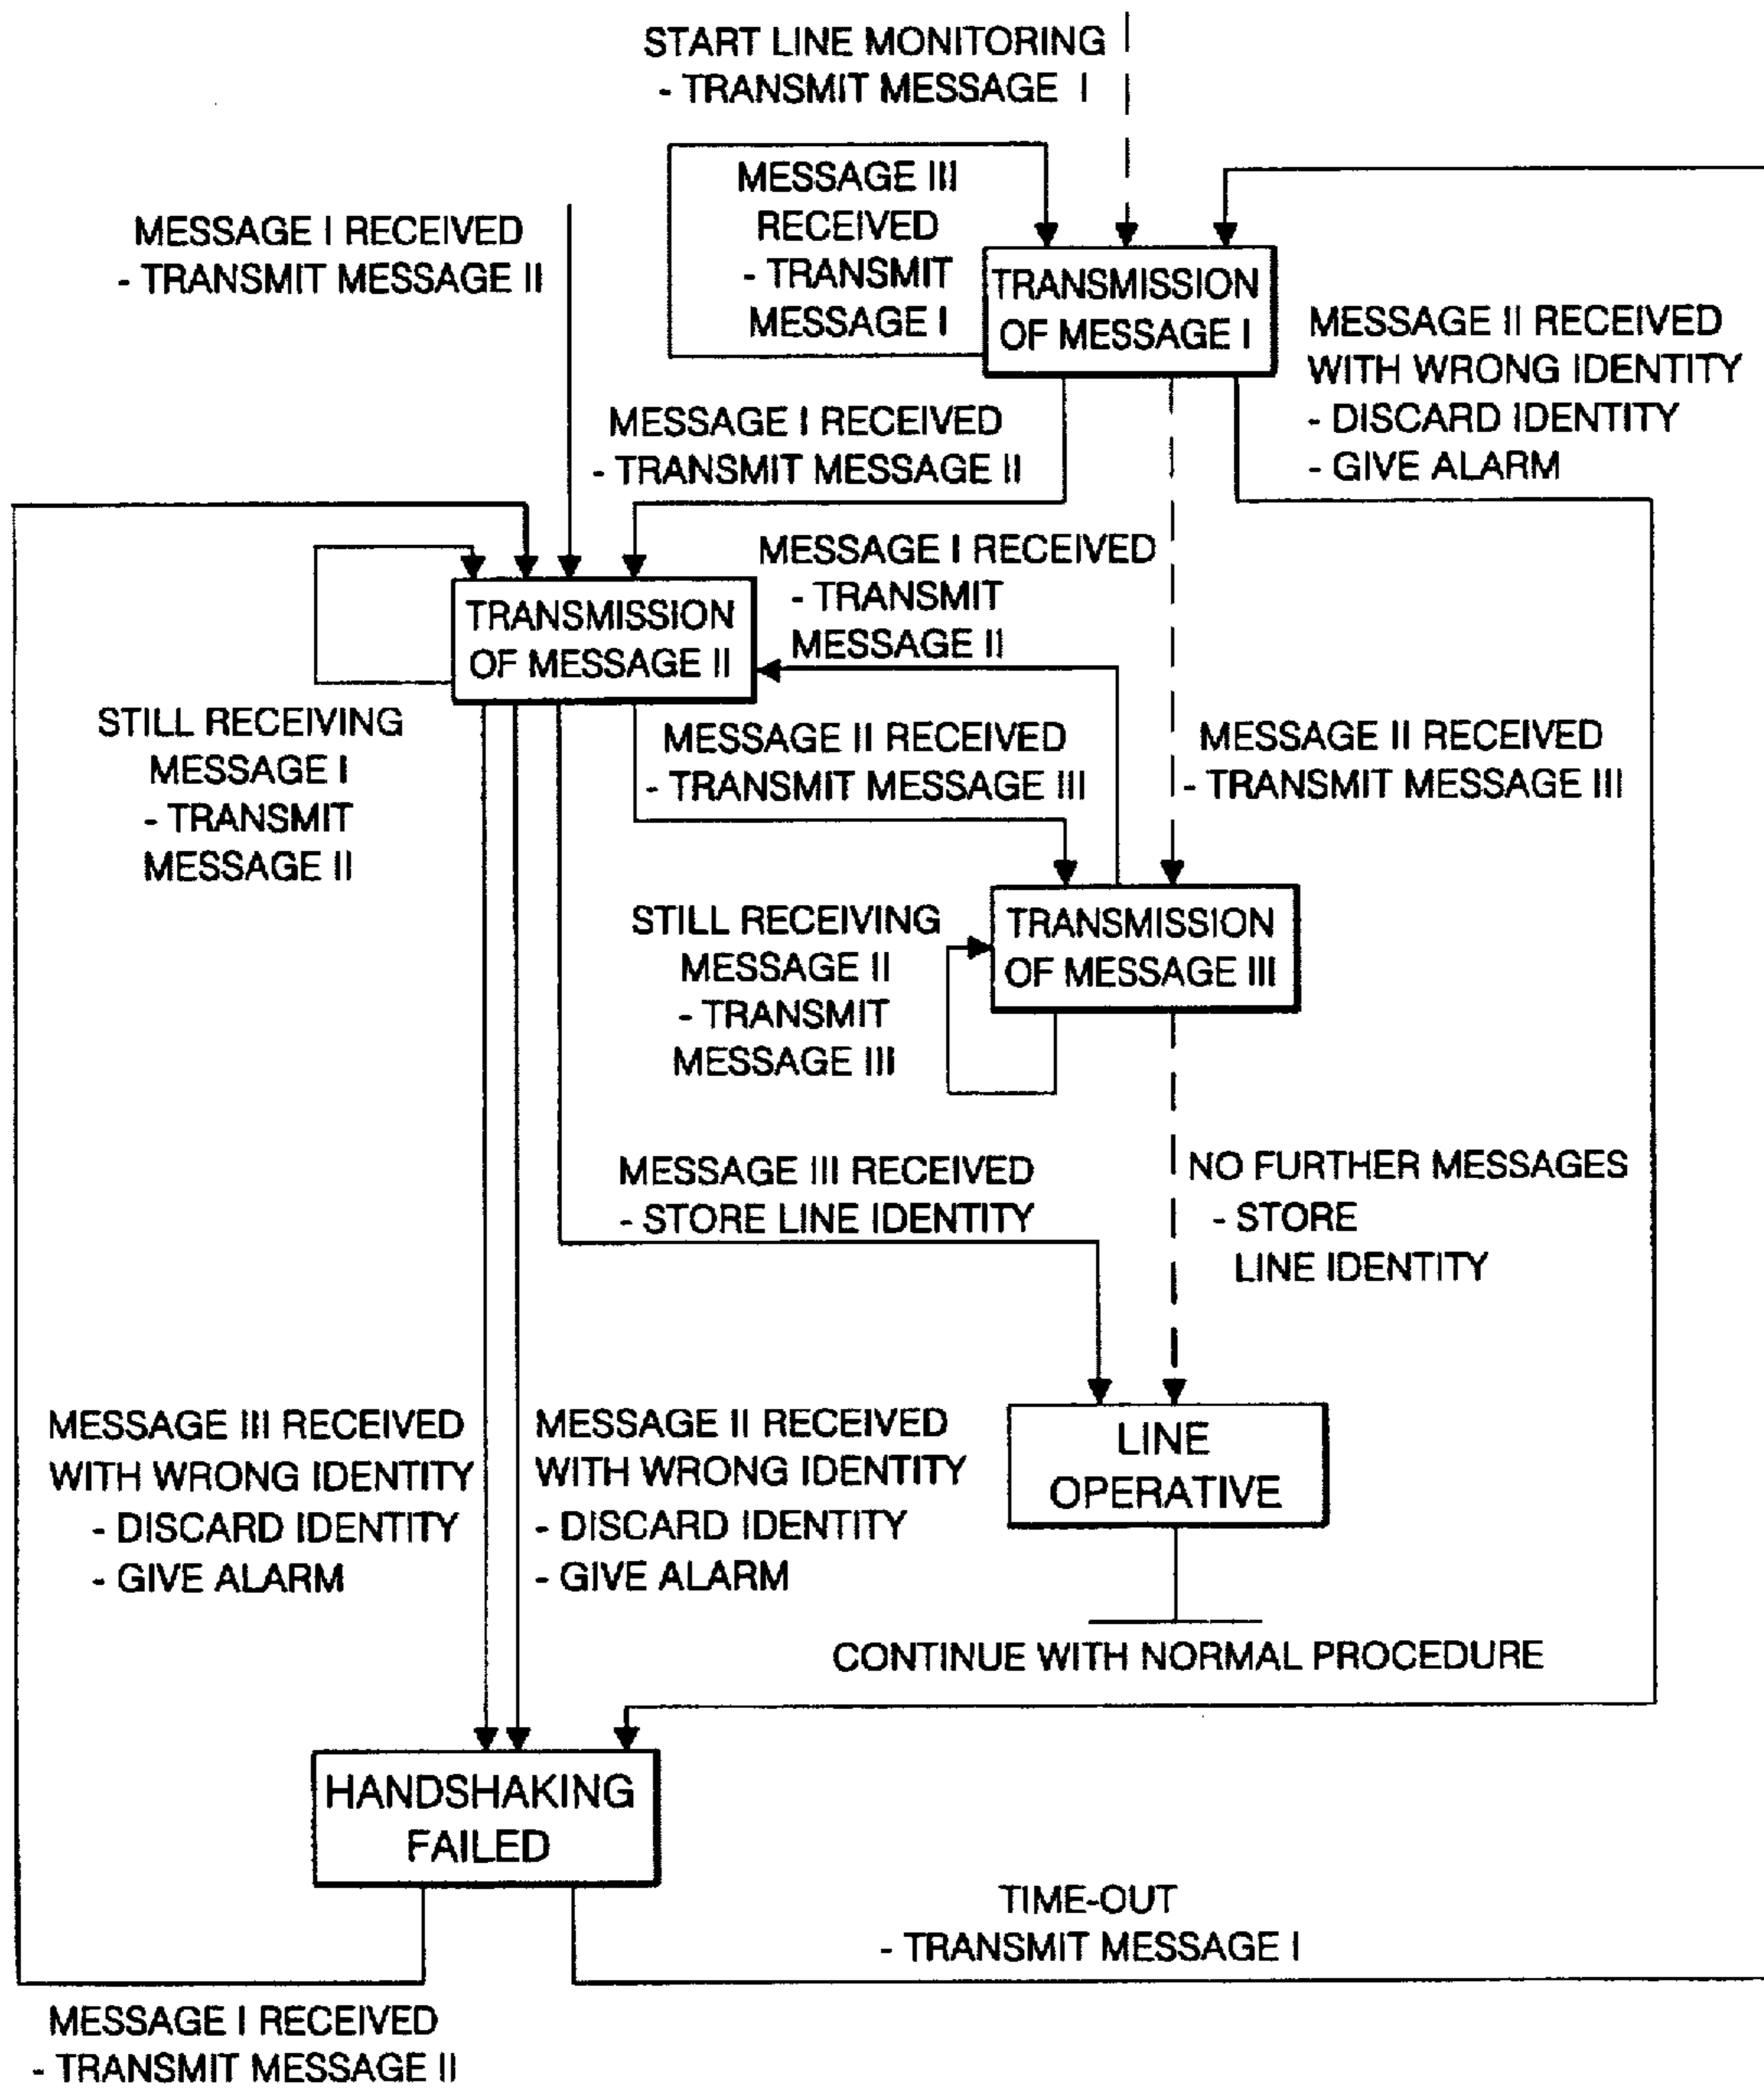 START LINE MONITORING
- TRANSMIT MESSAGE I
MESSAGE III
RECEIVED
- TRANSMIT
MESSAGE I
MESSAGE I RECEIVED
- TRANSMIT MESSAGE II
TRANSMISSION
OF MESSAGE I
MESSAGE II RECEIVED
WITH WRONG IDENTITY
- DISCARD IDENTITY
- GIVE ALARM
MESSAGE I RECEIVED
- TRANSMIT MESSAGE II
MESSAGE I RECEIVED
- TRANSMIT
MESSAGE II
TRANSMISSION
OF MESSAGE II
STILL RECEIVING
MESSAGE I
- TRANSMIT
MESSAGE II
MESSAGE II RECEIVED
- TRANSMIT MESSAGE III
MESSAGE II RECEIVED
- TRANSMIT MESSAGE III
STILL RECEIVING
MESSAGE II
- TRANSMIT
MESSAGE III
TRANSMISSION
OF MESSAGE III
MESSAGE III RECEIVED
- STORE LINE IDENTITY
NO FURTHER MESSAGES
- STORE
LINE IDENTITY
MESSAGE III RECEIVED
WITH WRONG IDENTITY
- DISCARD IDENTITY
- GIVE ALARM
MESSAGE II RECEIVED
WITH WRONG IDENTITY
- DISCARD IDENTITY
- GIVE ALARM
LINE
OPERATIVE
CONTINUE WITH NORMAL PROCEDURE
HANDSHAKING
FAILED
TIME-OUT
- TRANSMIT MESSAGE I
MESSAGE I RECEIVED
- TRANSMIT MESSAGE II